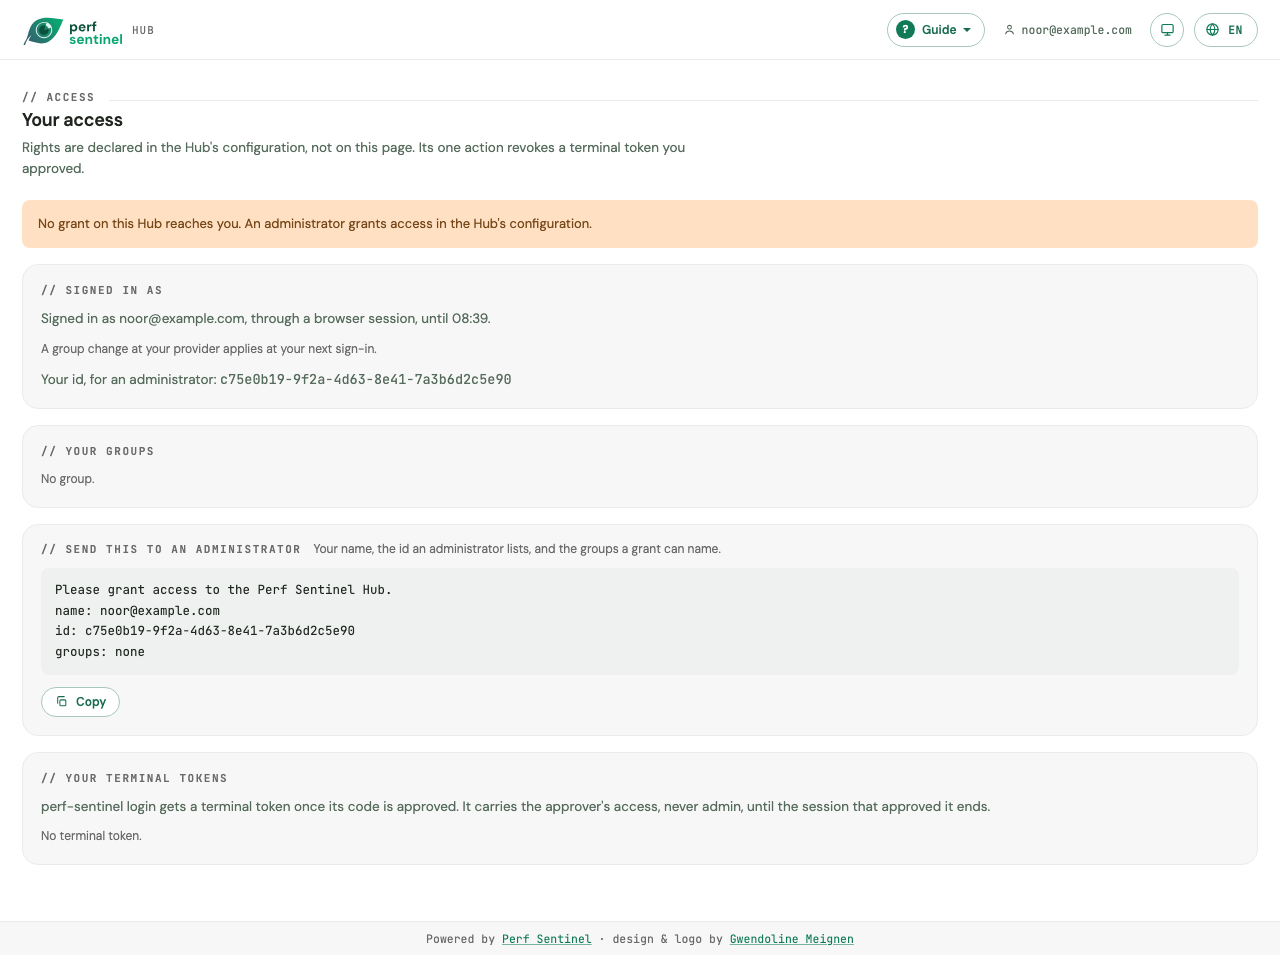 perf
sentinel
HUB
? Guide
noor@example.com
EN
// ACCESS
Your access
Rights are declared in the Hub's configuration, not on this page. Its one action revokes a terminal token you
approved.
No grant on this Hub reaches you. An administrator grants access in the Hub's configuration.
// SIGNED IN AS
Signed in as noor@example.com, through a browser session, until 08:39.
A group change at your provider applies at your next sign-in.
Your id, for an administrator: c75e0b19-9f2a-4d63-8e41-7a3b6d2c5e90
// YOUR GROUPS
No group.
// SEND THIS TO AN ADMINISTRATOR Your name, the id an administrator lists, and the groups a grant can name.
Please grant access to the Perf Sentinel Hub.
name: noor@example.com
id: c75e0b19-9f2a-4d63-8e41-7a3b6d2c5e90
groups: none
Copy
// YOUR TERMINAL TOKENS
perf-sentinel login gets a terminal token once its code is approved. It carries the approver's access, never admin, until the session that approved it ends.
No terminal token.
Powered by Perf Sentinel · design & logo by Gwendoline Meignen